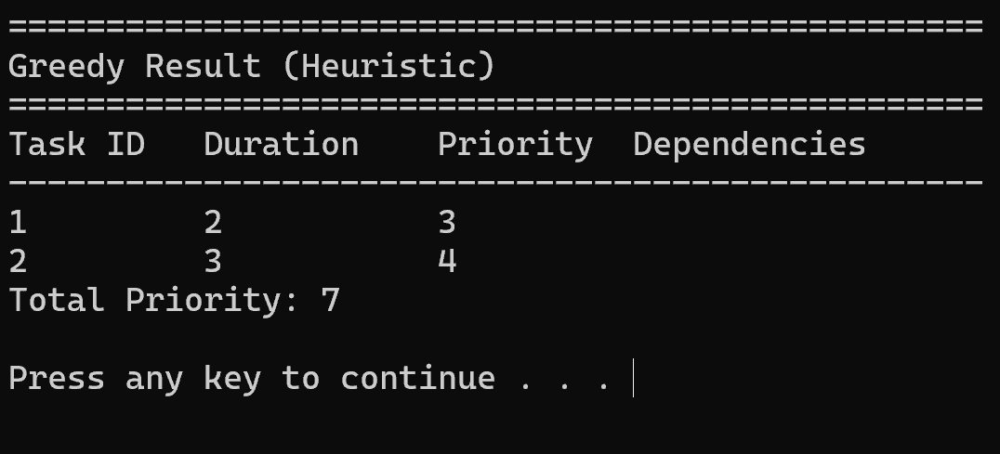 ==================================================
Greedy Result (Heuristic)
==================================================
Task ID   Duration    Priority  Dependencies
--------------------------------------------------
1         2           3
2         3           4
Total Priority: 7
Press any key to continue . . .